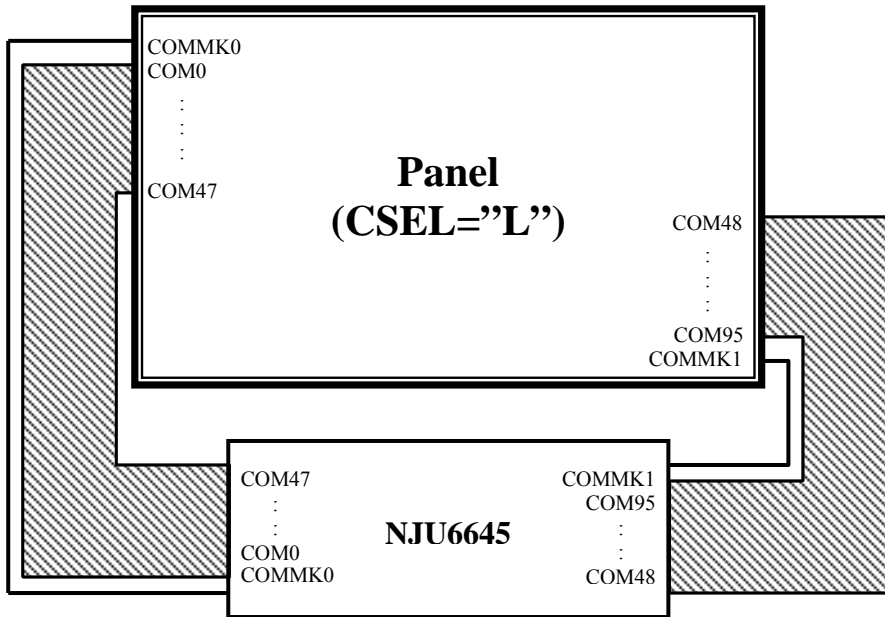 COMMK0
COM0
:
:
:
COM47
Panel
(CSEL=”L”)
COM48
:
:
:
COM95
COMMK1
COM47
:
:
COM0
COMMK0
NJU6645
COMMK1
COM95
:
:
COM48